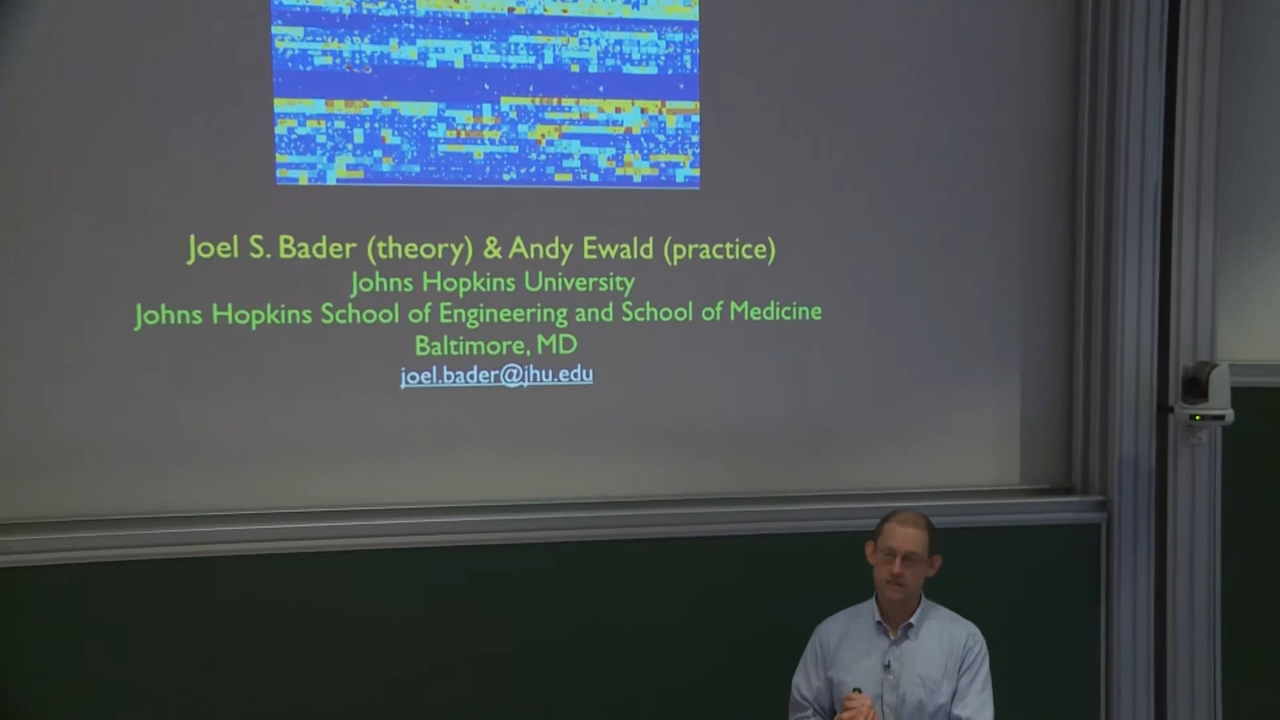 Joel S. Bader (theory) & Andy Ewald (practice)
Johns Hopkins University
Johns Hopkins School of Engineering and School of Medicine
Baltimore, MD
joel.bader@jhu.edu